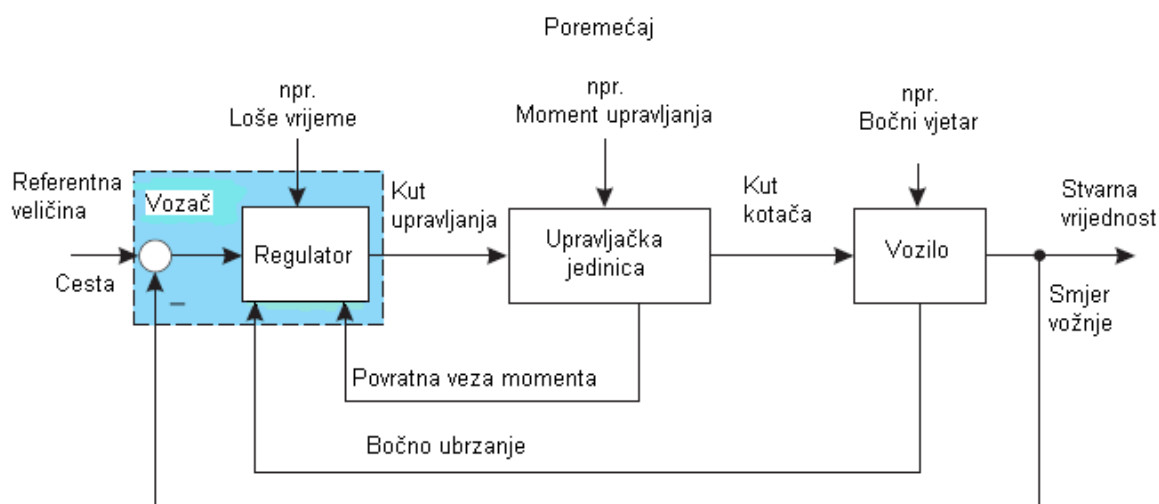 Poremećaj
npr.
Loše vrijeme
npr.
Moment upravljanja
npr.
Bočni vjetar
Referentna
veličina
Vozač
Kut
upravljanja
Kut
kotača
Stvarna
vrijednost
Regulator
Upravljačka
jedinica
Vozilo
Cesta
–
Smjer
vožnje
Povratna veza momenta
Bočno ubrzanje